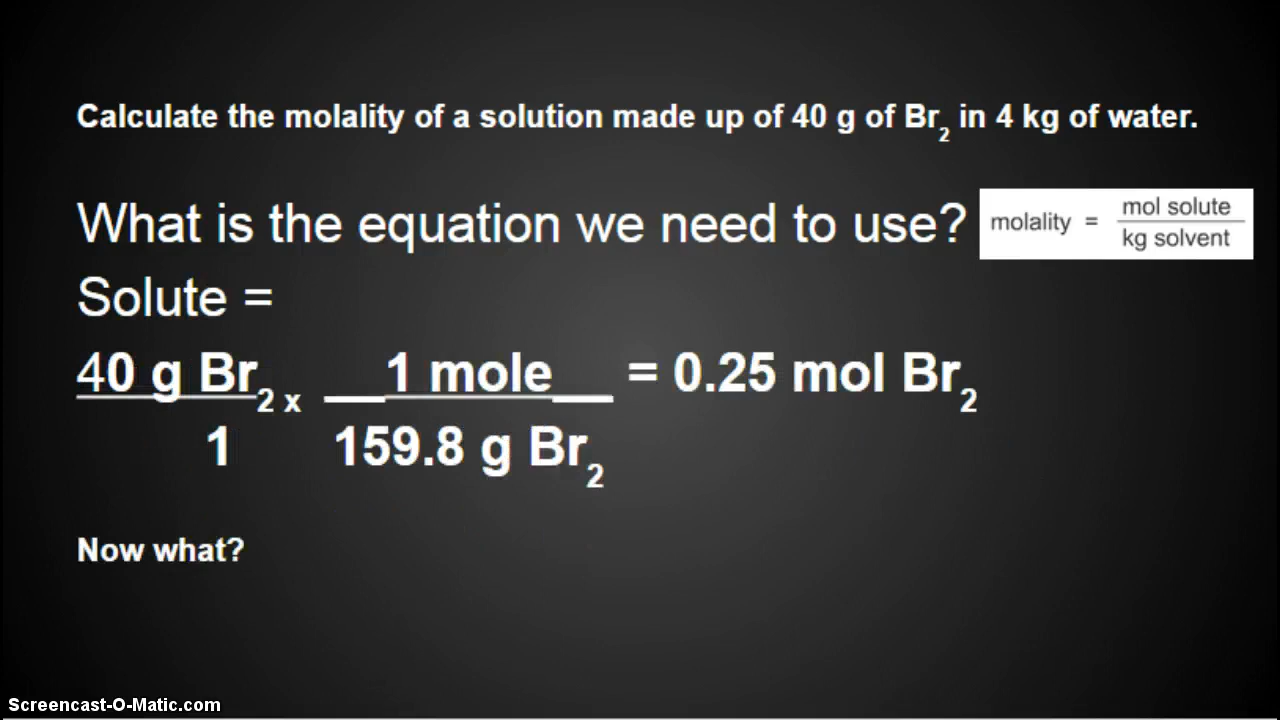 Calculate the molality of a solution made up of 40 g of Br₂ in 4 kg of water.
What is the equation we need to use?
molality = mol solute
kg solvent
Solute =
40 g Br₂ x __1 mole__ = 0.25 mol Br₂
1 159.8 g Br₂
Now what?
Screencast-O-Matic.com